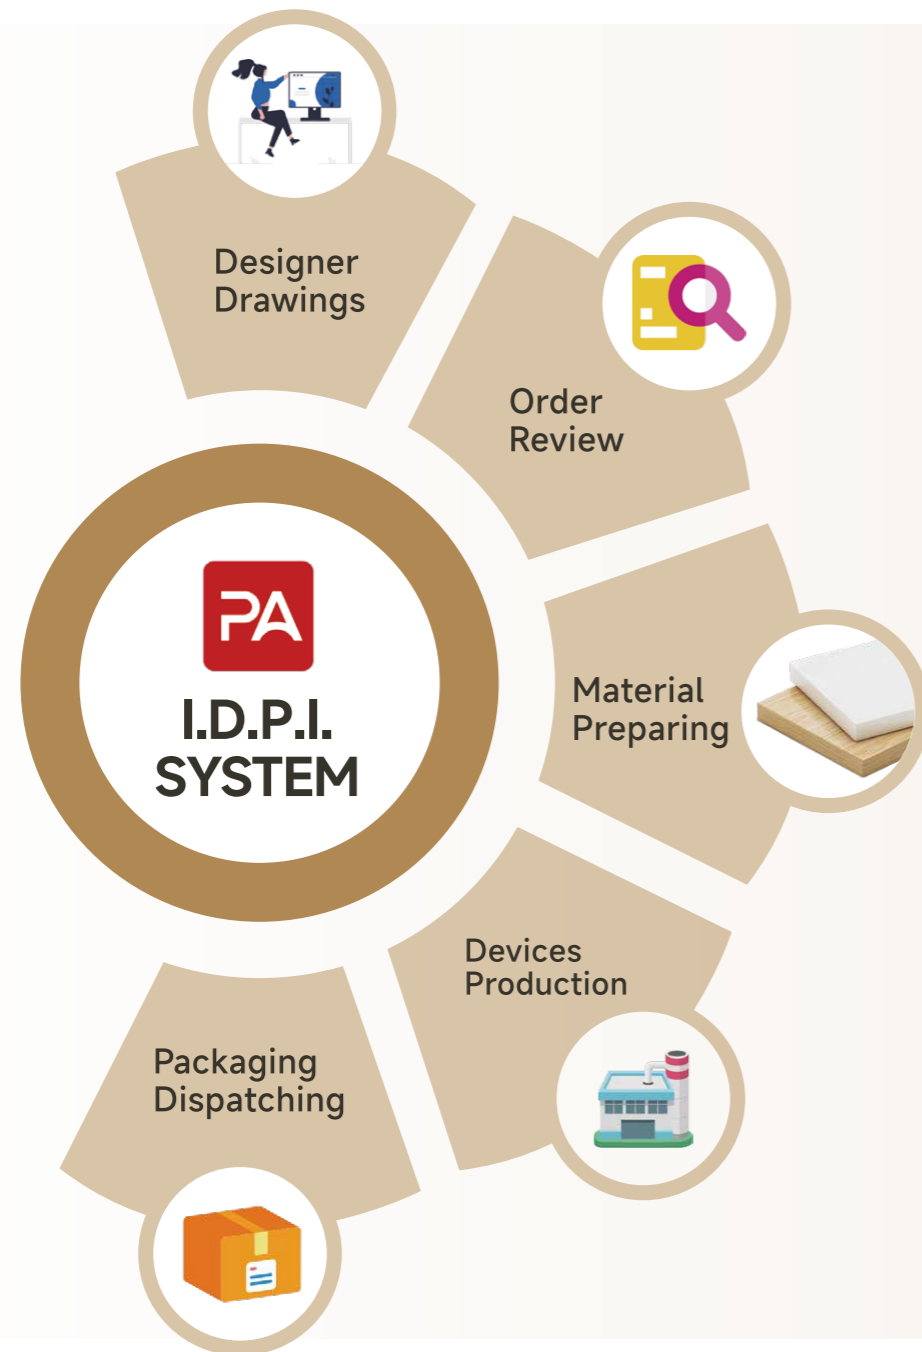 Designer
Drawings
Order
Review
PA
I.D.P.I.
SYSTEM
Material
Preparing
Devices
Production
Packaging
Dispatching